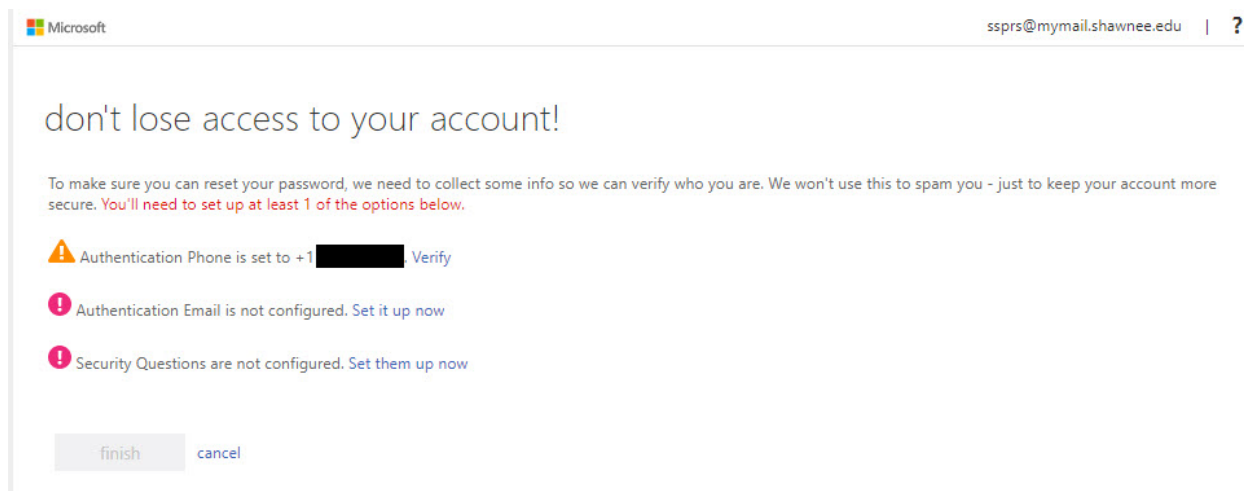 Microsoft
ssprs@mymail.shawnee.edu | ?
don't lose access to your account!
To make sure you can reset your password, we need to collect some info so we can verify who you are. We won't use this to spam you - just to keep your account more
secure. You'll need to set up at least 1 of the options below.
Authentication Phone is set to +1 . Verify
Authentication Email is not configured. Set it up now
Security Questions are not configured. Set them up now
finish cancel